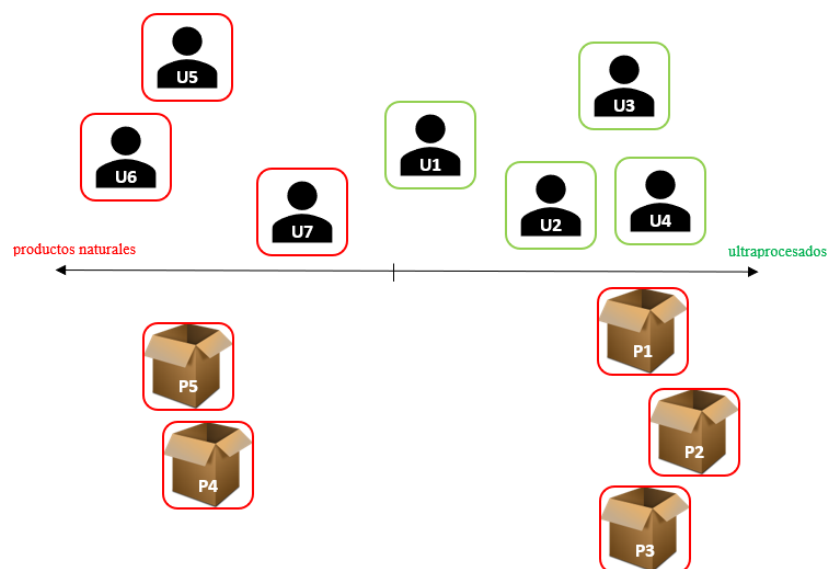 U5
U3
U1
U6
U2
U4
U7
productos naturales
ultraprocesados
P1
P5
P2
P4
P3